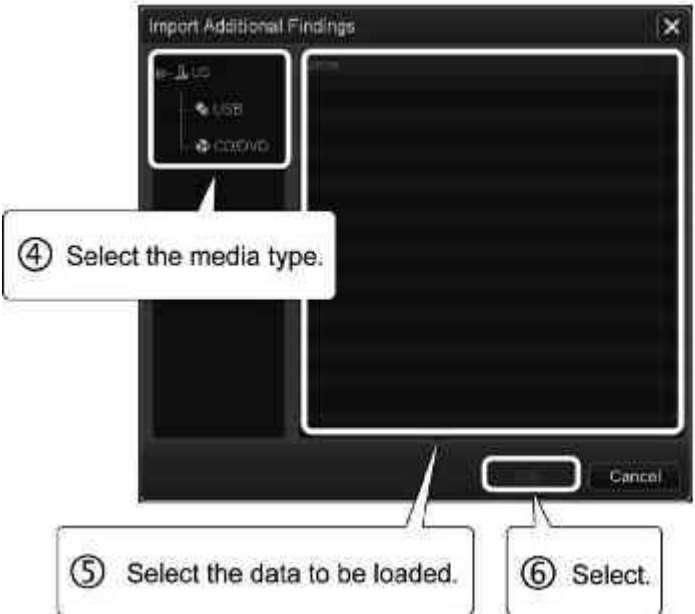 Import Additional Findings
US
USB
CD/DVD
④ Select the media type.
Cancel
⑤ Select the data to be loaded.
⑥ Select.